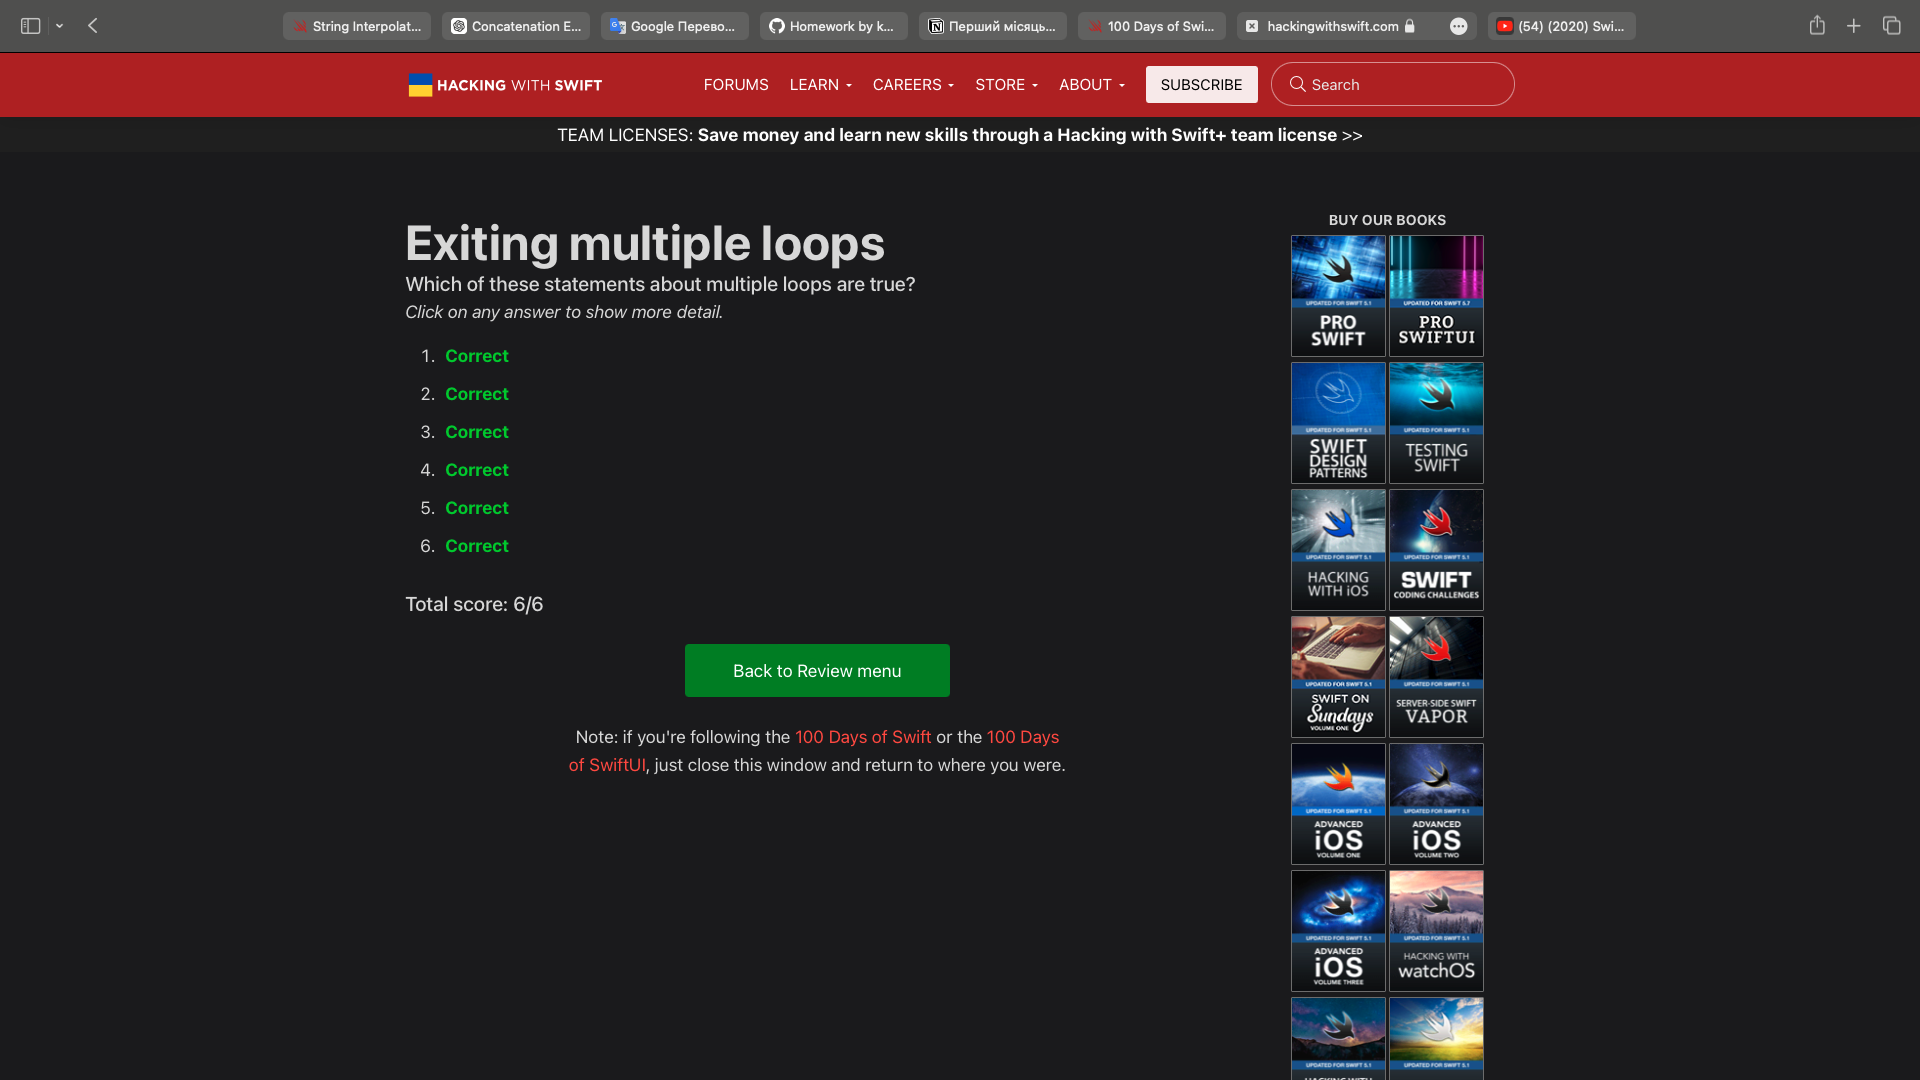 String Interpolat...
Concatenation E...
Google Перево...
Homework by k...
Перший місяць...
100 Days of Swi...
hackingwithswift.com
(54) (2020) Swi...
HACKING WITH SWIFT
FORUMS
LEARN
CAREERS
STORE
ABOUT
SUBSCRIBE
Search
TEAM LICENSES: Save money and learn new skills through a Hacking with Swift+ team license >>
Exiting multiple loops
Which of these statements about multiple loops are true?
Click on any answer to show more detail.
1. Correct
2. Correct
3. Correct
4. Correct
5. Correct
6. Correct
Total score: 6/6
Back to Review menu
Note: if you're following the 100 Days of Swift or the 100 Days
of SwiftUI, just close this window and return to where you were.
BUY OUR BOOKS
UPDATED FOR SWIFT 5.1
PRO
SWIFT
UPDATED FOR SWIFT 5.7
PRO
SWIFTUI
UPDATED FOR SWIFT 5.1
SWIFT
DESIGN
PATTERNS
UPDATED FOR SWIFT 5.1
TESTING
SWIFT
UPDATED FOR SWIFT 5.1
HACKING
WITH iOS
UPDATED FOR SWIFT 5.1
SWIFT
CODING CHALLENGES
UPDATED FOR SWIFT 5.1
SWIFT ON
Sundays
VOLUME ONE
UPDATED FOR SWIFT 5.1
SERVER-SIDE SWIFT
VAPOR
UPDATED FOR SWIFT 5.1
ADVANCED
iOS
VOLUME ONE
UPDATED FOR SWIFT 5.1
ADVANCED
iOS
VOLUME TWO
UPDATED FOR SWIFT 5.1
ADVANCED
iOS
VOLUME THREE
UPDATED FOR SWIFT 5.1
HACKING WITH
watchOS
UPDATED FOR SWIFT 5.1
HACKING WITH
UPDATED FOR SWIFT 5.1